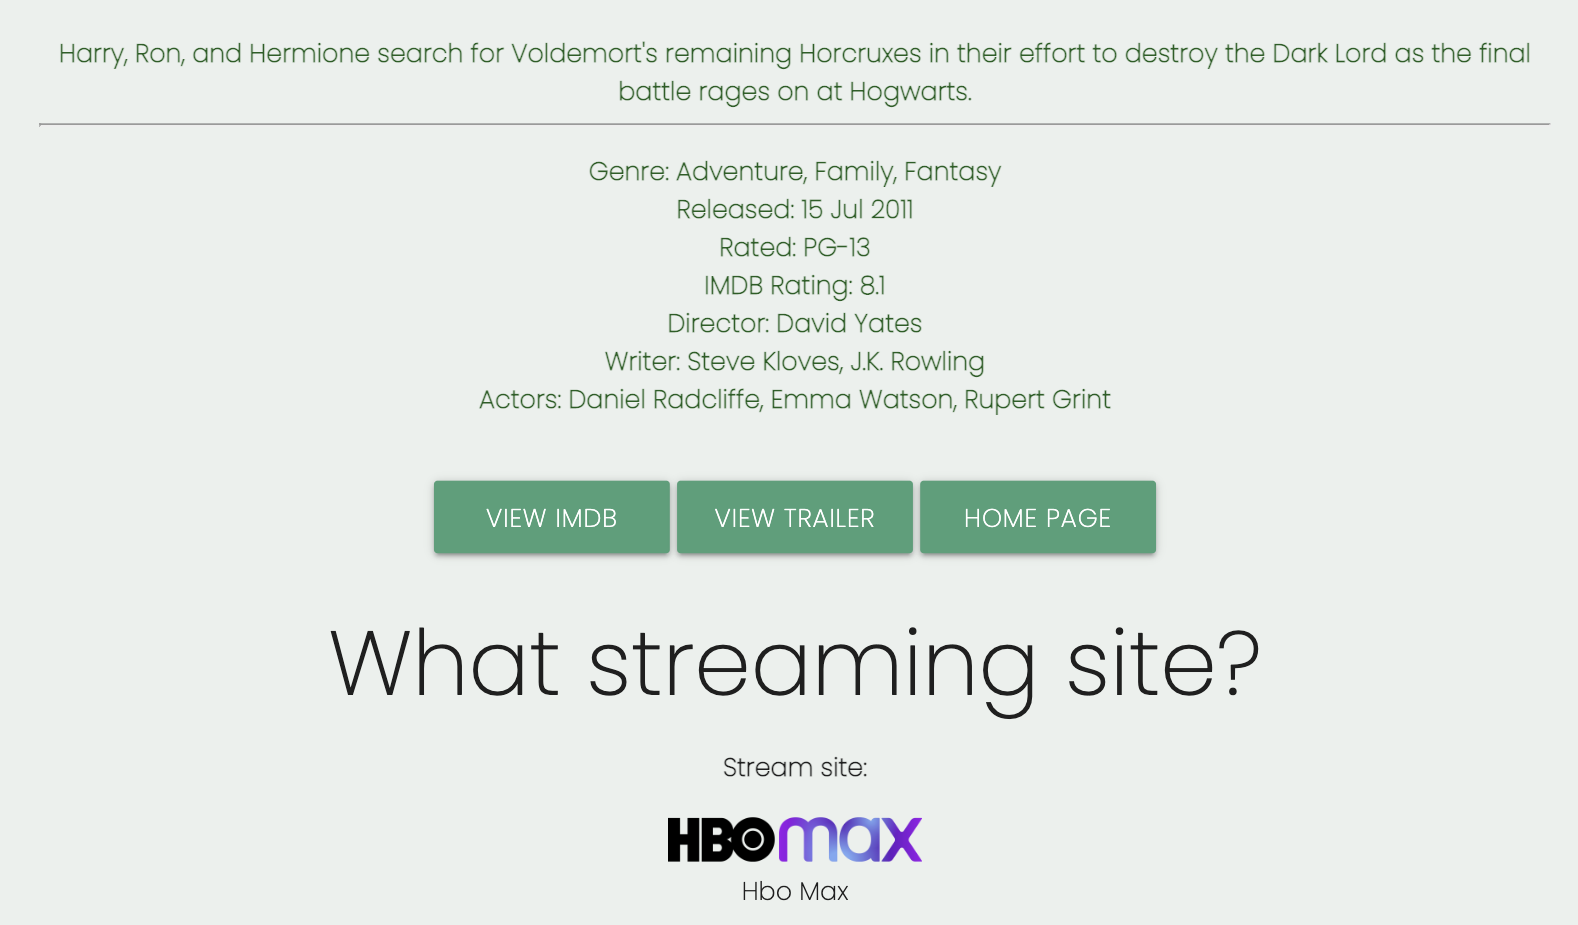 Harry, Ron, and Hermione search for Voldemort's remaining Horcruxes in their effort to destroy the Dark Lord as the final
battle rages on at Hogwarts.
Genre: Adventure, Family, Fantasy
Released: 15 Jul 2011
Rated: PG-13
IMDB Rating: 8.1
Director: David Yates
Writer: Steve Kloves, J.K. Rowling
Actors: Daniel Radcliffe, Emma Watson, Rupert Grint
VIEW IMDB VIEW TRAILER HOME PAGE
What streaming site?
Stream site:
HBOmax
Hbo Max